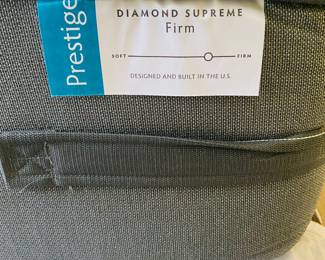 Prestige
DIAMOND SUPREME
Firm
SOFT FIRM
DESIGNED AND BUILT IN THE U.S.